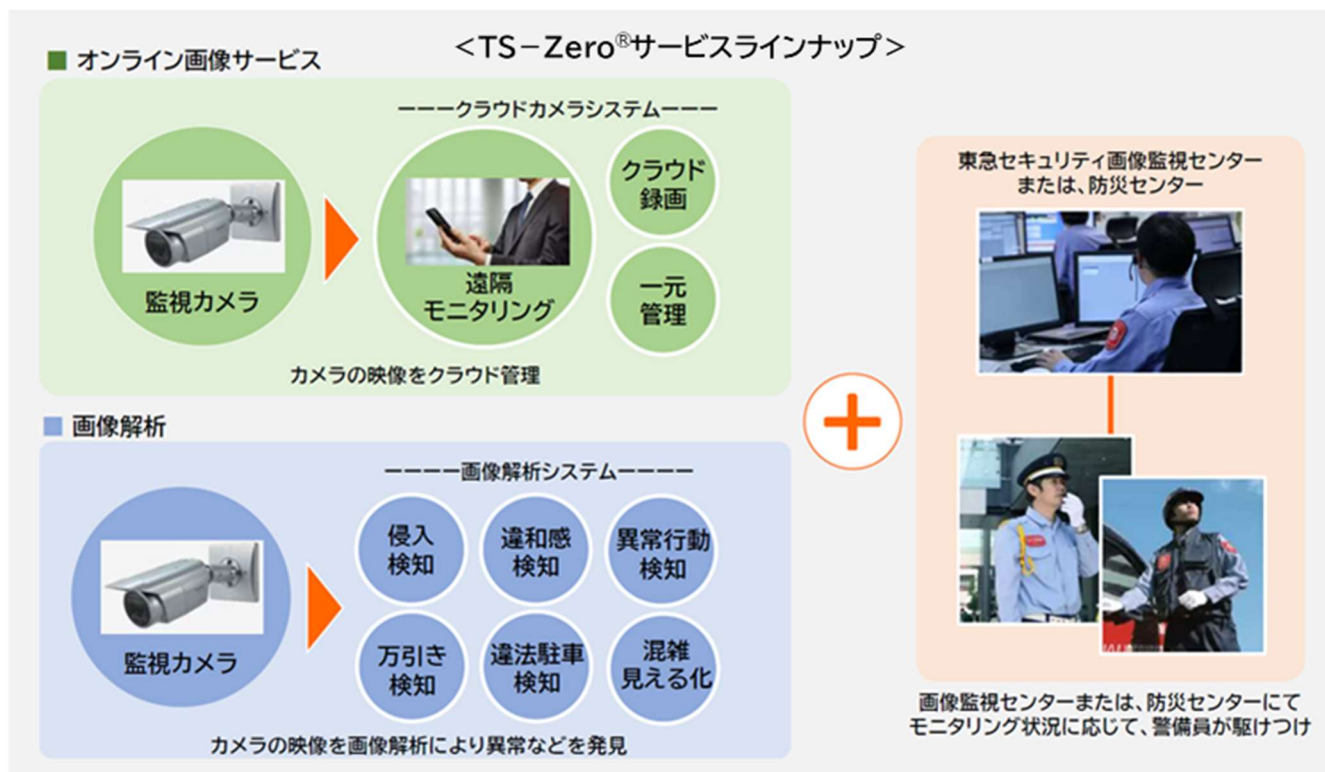 ＜TS－Zero®サービスラインナップ＞
■ オンライン画像サービス
ーーークラウドカメラシステムーーー
監視カメラ
遠隔
モニタリング
クラウド
録画
一元
管理
カメラの映像をクラウド管理
■ 画像解析
ーーーー画像解析システムーーーー
監視カメラ
侵入
検知
違和感
検知
異常行動
検知
万引き
検知
違法駐車
検知
混雑
見える化
カメラの映像を画像解析により異常などを発見
＋
東急セキュリティ画像監視センター
または、防災センター
画像監視センターまたは、防災センターにて
モニタリング状況に応じて、警備員が駆けつけ